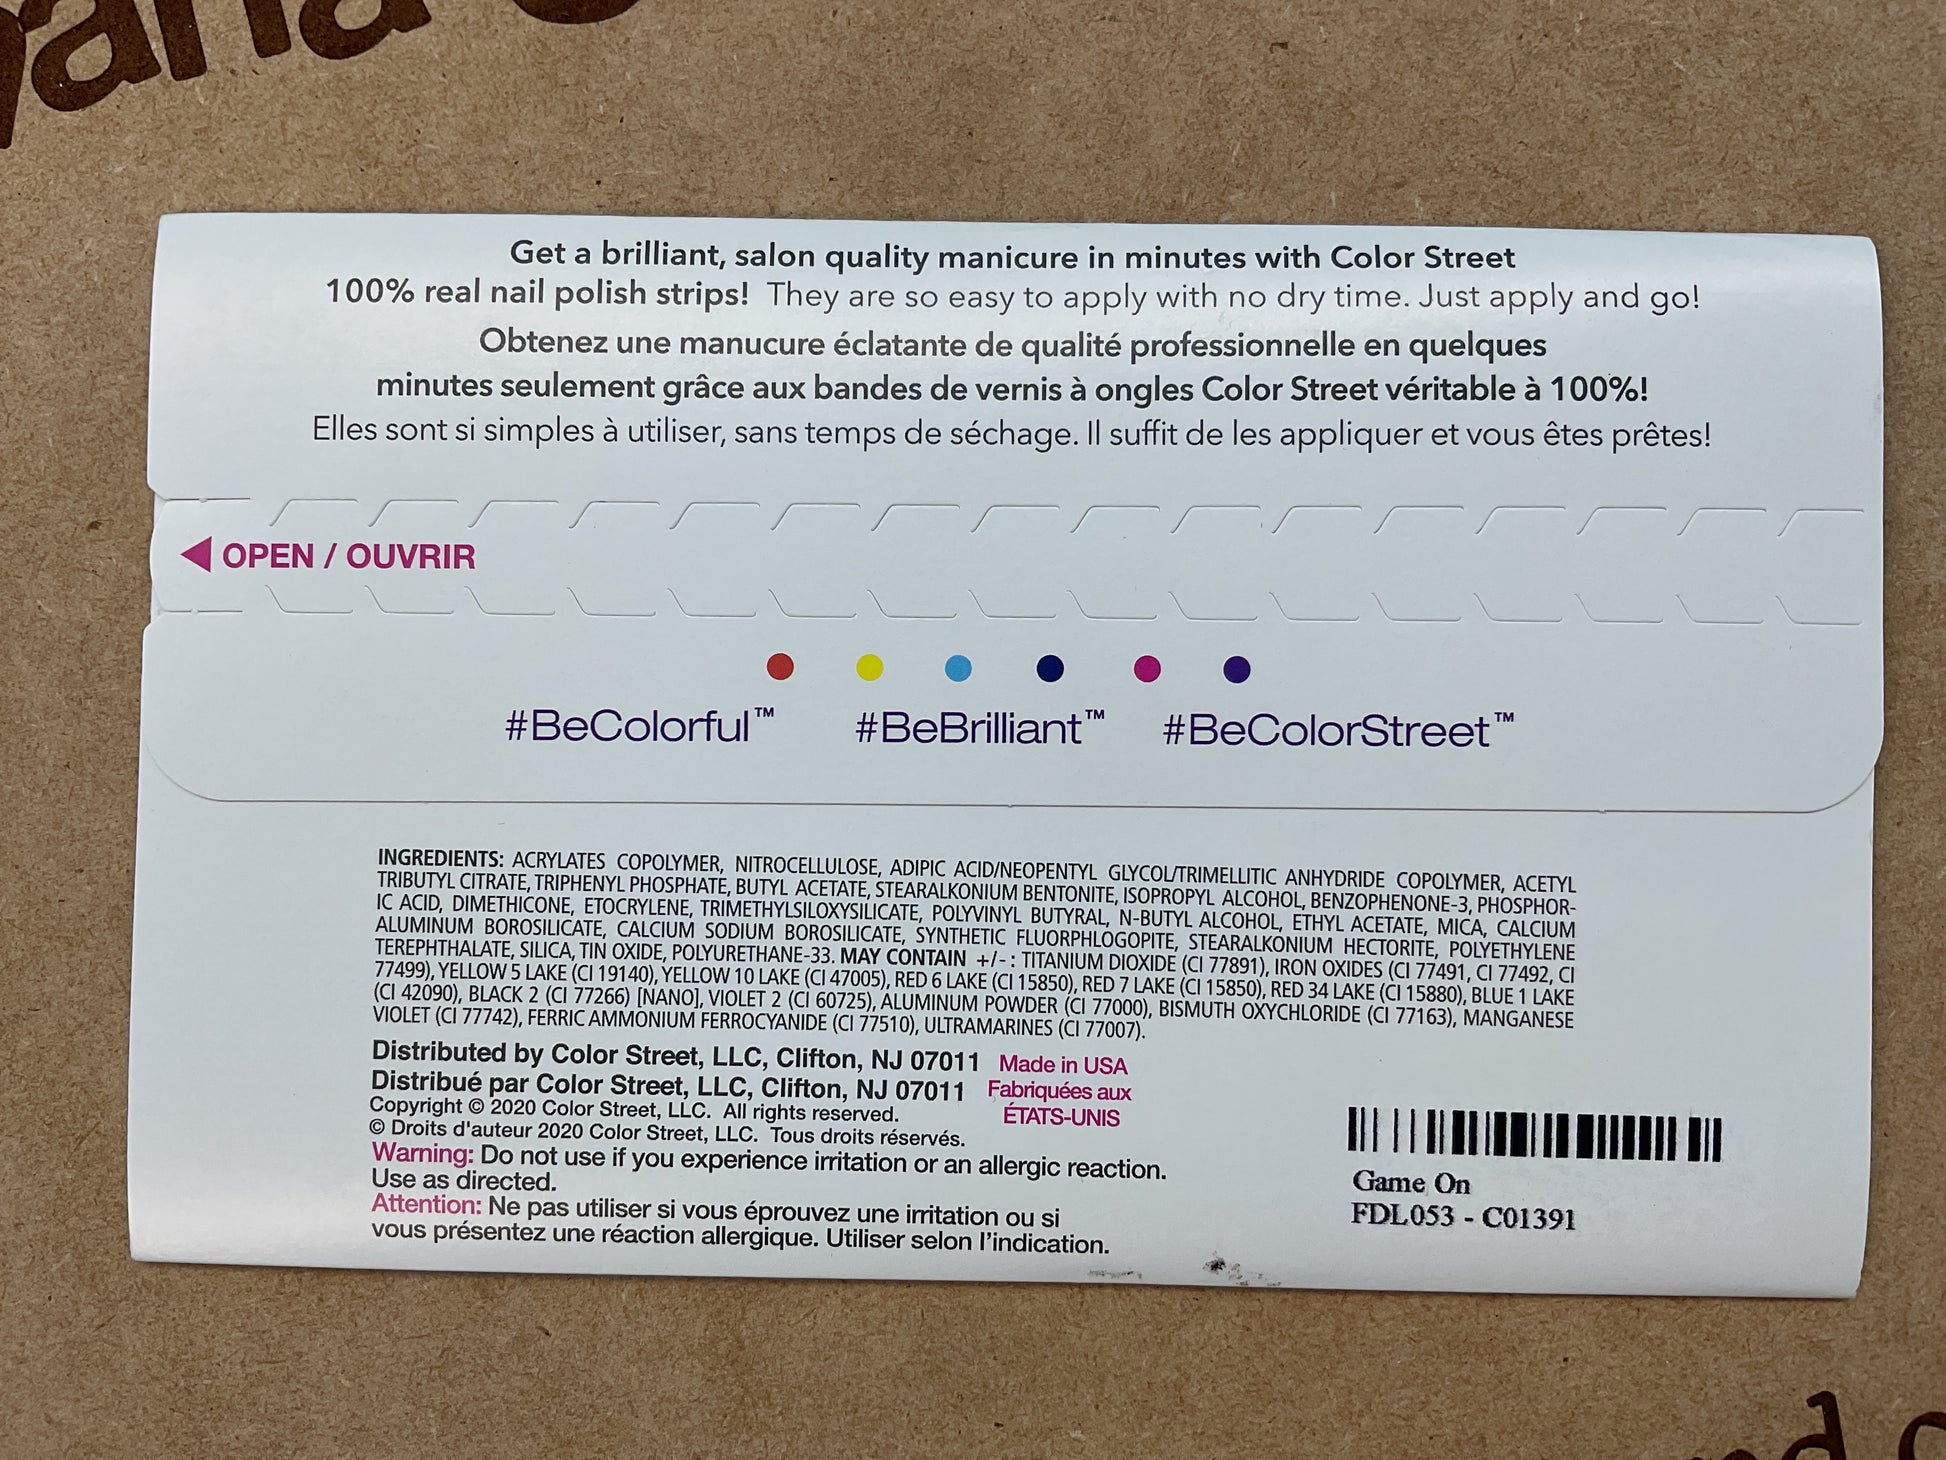 Get a brilliant, salon quality manicure in minutes with Color Street
100% real nail polish strips! They are so easy to apply with no dry time. Just apply and go!
Obtenez une manucure éclatante de qualité professionnelle en quelques
minutes seulement grâce aux bandes de vernis à ongles Color Street véritable à 100%!
Elles sont si simples à utiliser, sans temps de séchage. Il suffit de les appliquer et vous êtes prêtes!
OPEN / OUVRIR
#BeColorful™ #BeBrilliant™ #BeColorStreet™
INGREDIENTS: ACRYLATES COPOLYMER, NITROCELLULOSE, ADIPIC ACID/NEOPENTYL GLYCOL/TRIMELLITIC ANHYDRIDE COPOLYMER, ACETYL
TRIBUTYL CITRATE, TRIPHENYL PHOSPHATE, BUTYL ACETATE, STEARALKONIUM BENTONITE, ISOPROPYL ALCOHOL, BENZOPHENONE-3, PHOSPHOR-
IC ACID, DIMETHICONE, ETOCRYLENE, TRIMETHYLSILOXYSILICATE, POLYVINYL BUTYRAL, N-BUTYL ALCOHOL, ETHYL ACETATE, MICA, CALCIUM
ALUMINUM BOROSILICATE, CALCIUM SODIUM BOROSILICATE, SYNTHETIC FLUORPHLOGOPITE, STEARALKONIUM HECTORITE, POLYETHYLENE
TEREPHTHALATE, SILICA, TIN OXIDE, POLYURETHANE-33. MAY CONTAIN +/- : TITANIUM DIOXIDE (CI 77891), IRON OXIDES (CI 77491, CI 77492, CI
77499), YELLOW 5 LAKE (CI 19140), YELLOW 10 LAKE (CI 47005), RED 6 LAKE (CI 15850), RED 7 LAKE (CI 15850), RED 34 LAKE (CI 15880), BLUE 1 LAKE
(CI 42090), BLACK 2 (CI 77266) [NANO], VIOLET 2 (CI 60725), ALUMINUM POWDER (CI 77000), BISMUTH OXYCHLORIDE (CI 77163), MANGANESE
VIOLET (CI 77742), FERRIC AMMONIUM FERROCYANIDE (CI 77510), ULTRAMARINES (CI 77007).
Distributed by Color Street, LLC, Clifton, NJ 07011 Made in USA
Distribué par Color Street, LLC, Clifton, NJ 07011 Fabriquées aux
ÉTATS-UNIS
Copyright © 2020 Color Street, LLC. All rights reserved.
© Droits d'auteur 2020 Color Street, LLC. Tous droits réservés.
Warning: Do not use if you experience irritation or an allergic reaction.
Use as directed.
Attention: Ne pas utiliser si vous éprouvez une irritation ou si
vous présentez une réaction allergique. Utiliser selon l'indication.
Game On
FDL053 - C01391